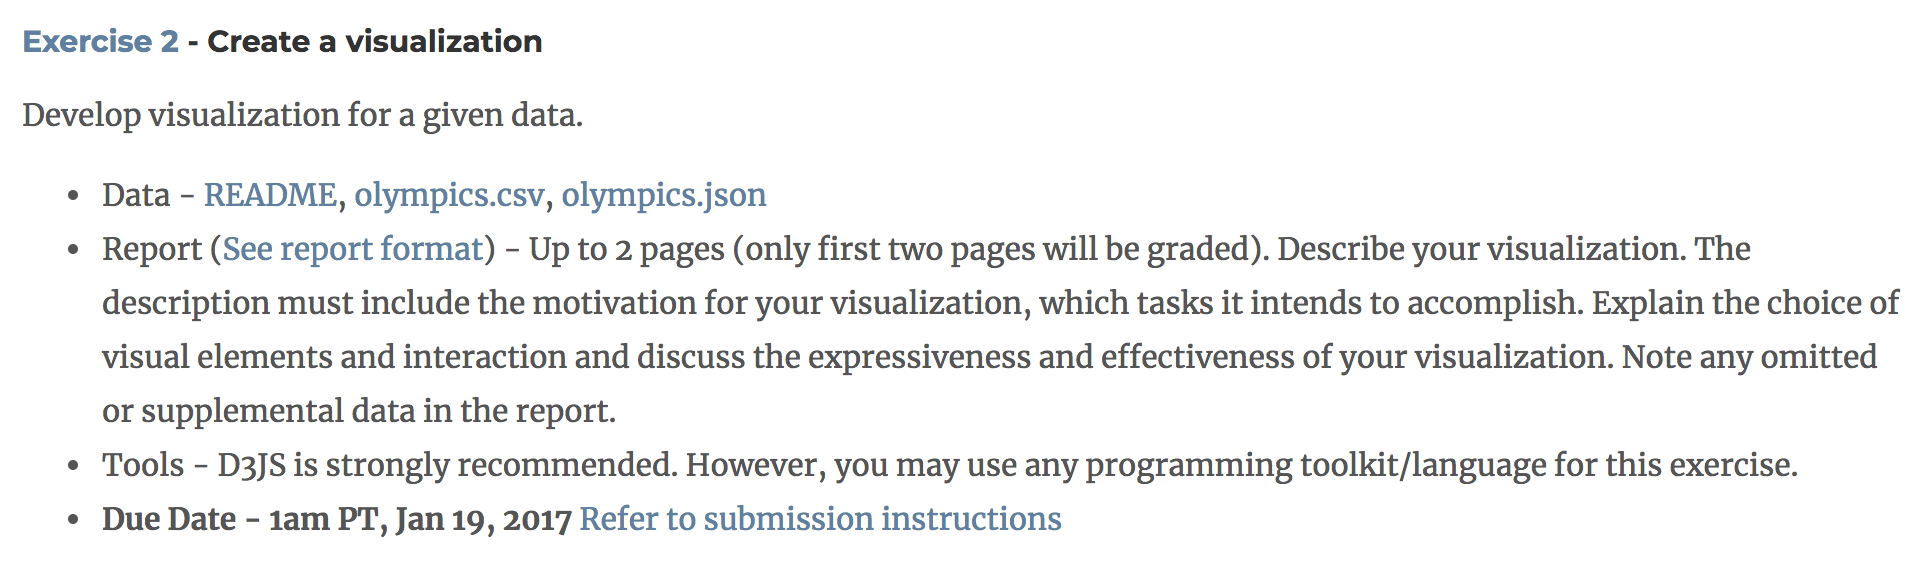 Exercise 2 - Create a visualization
Develop visualization for a given data.
• Data - README, olympics.csv, olympics.json
• Report (See report format) - Up to 2 pages (only first two pages will be graded). Describe your visualization. The
description must include the motivation for your visualization, which tasks it intends to accomplish. Explain the choice of
visual elements and interaction and discuss the expressiveness and effectiveness of your visualization. Note any omitted
or supplemental data in the report.
• Tools - D3JS is strongly recommended. However, you may use any programming toolkit/language for this exercise.
• Due Date - 1am PT, Jan 19, 2017 Refer to submission instructions